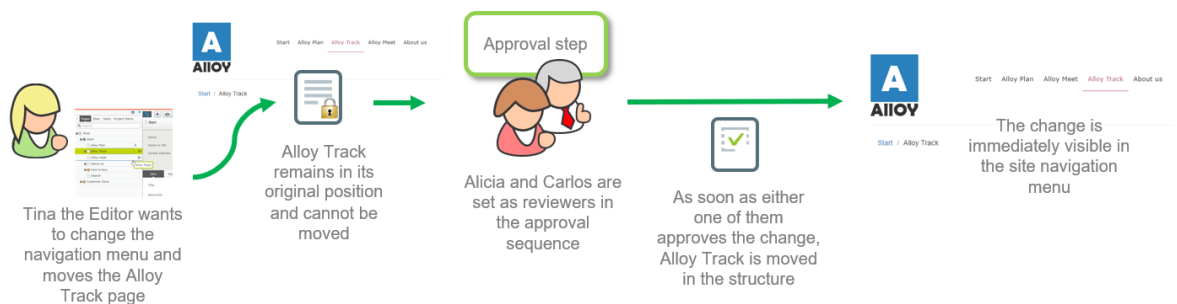 Approval step
A
Alloy
Start Alloy Plan Alloy Track Alloy Meet About us
Start / Alloy Track
A
Alloy
Start Alloy Plan Alloy Meet Alloy Track About us
Start / Alloy Track
Tina the Editor wants
to change the
navigation menu and
moves the Alloy
Track page
Alloy Track
remains in its
original position
and cannot be
moved
Alicia and Carlos are
set as reviewers in
the approval
sequence
As soon as either
one of them
approves the change,
Alloy Track is moved
in the structure
The change is
immediately visible in
the site navigation
menu